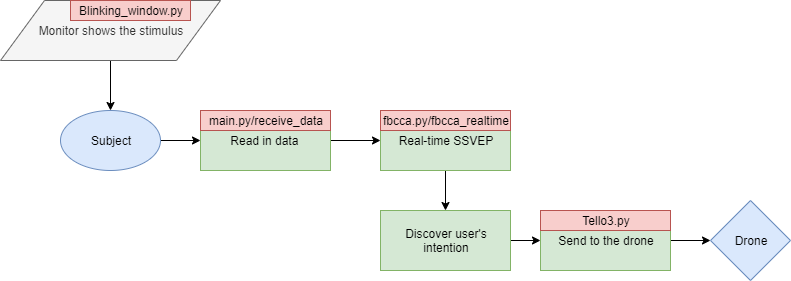 Blinking_window.py
Monitor shows the stimulus
Subject
main.py/receive_data
Read in data
fbcca.py/fbcca_realtime
Real-time SSVEP
Discover user's
intention
Tello3.py
Send to the drone
Drone